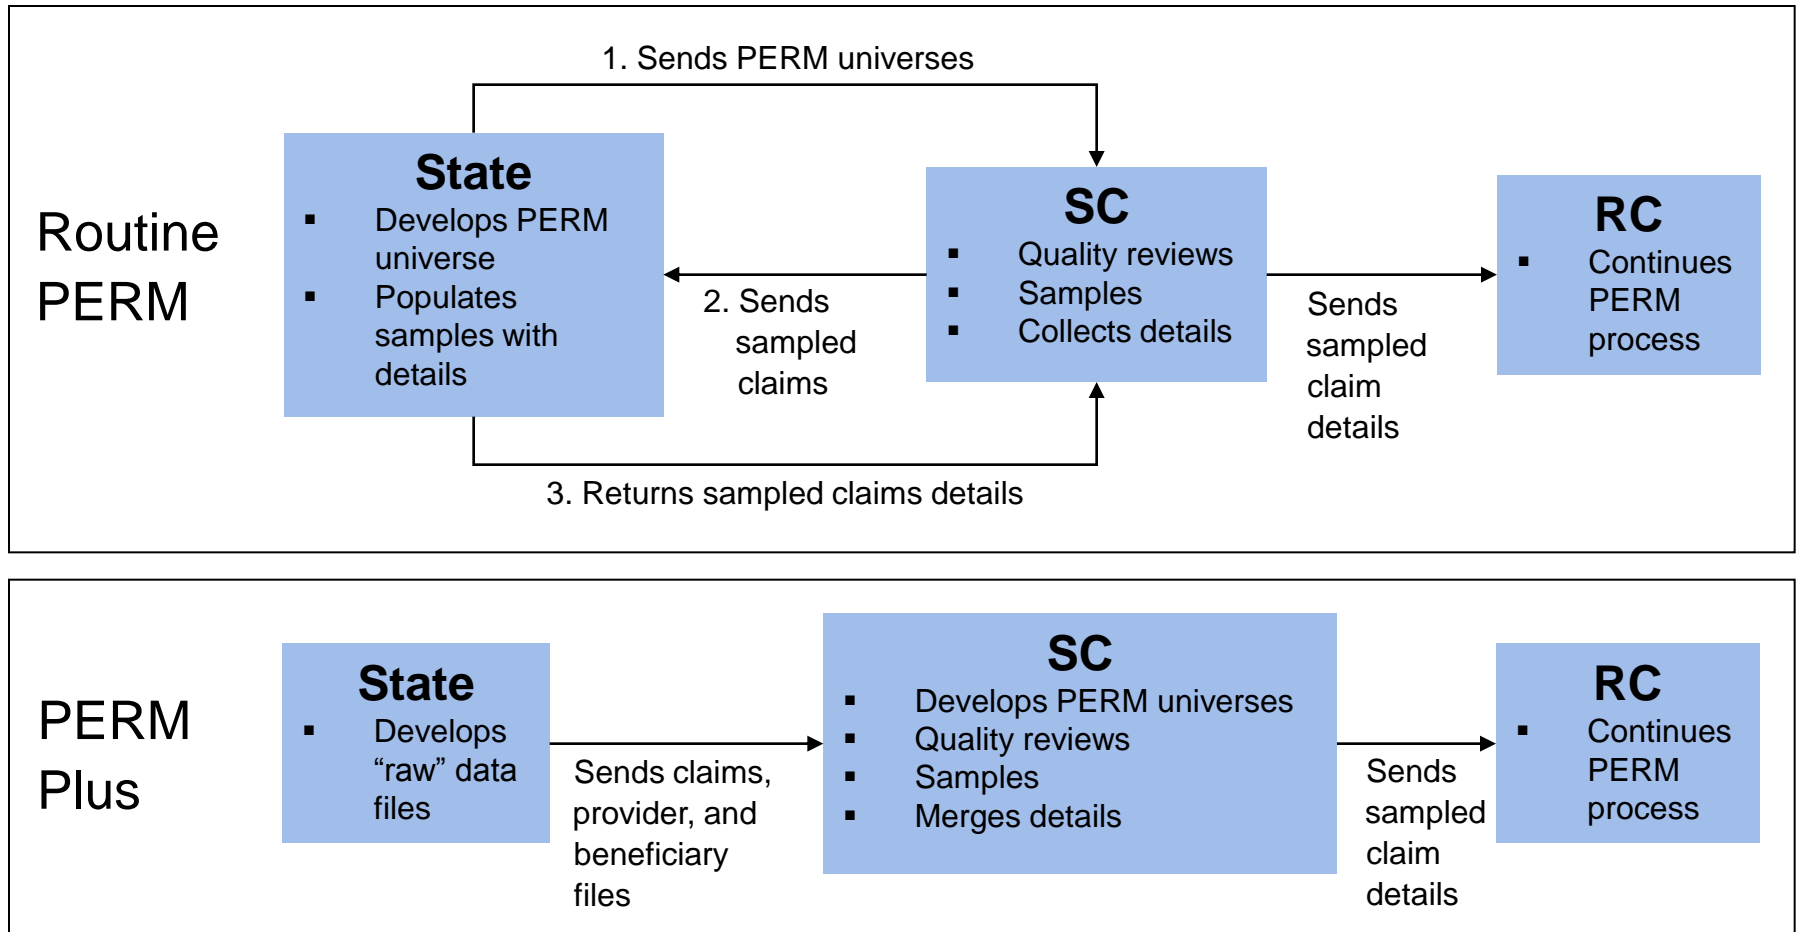 1. Sends PERM universes
Routine
PERM
State
▪ Develops PERM
universe
▪ Populates
samples with
details
2. Sends
sampled
claims
SC
▪ Quality reviews
▪ Samples
▪ Collects details
Sends
sampled
claim
details
RC
▪ Continues
PERM
process
3. Returns sampled claims details
PERM
Plus
State
▪ Develops
“raw” data
files
Sends claims,
provider, and
beneficiary
files
SC
▪ Develops PERM universes
▪ Quality reviews
▪ Samples
▪ Merges details
Sends
sampled
claim
details
RC
▪ Continues
PERM
process